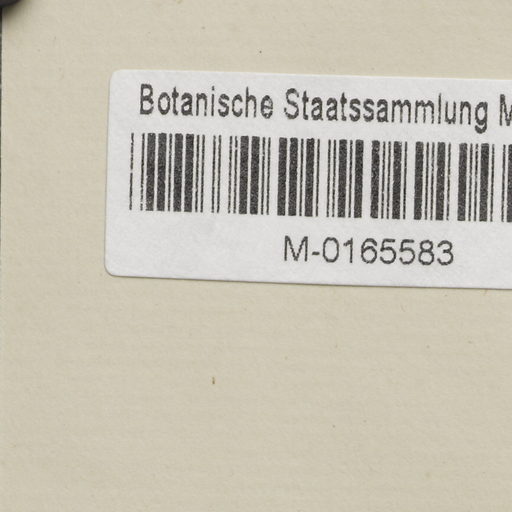 Botanische Staatssammlung M
M-0165583